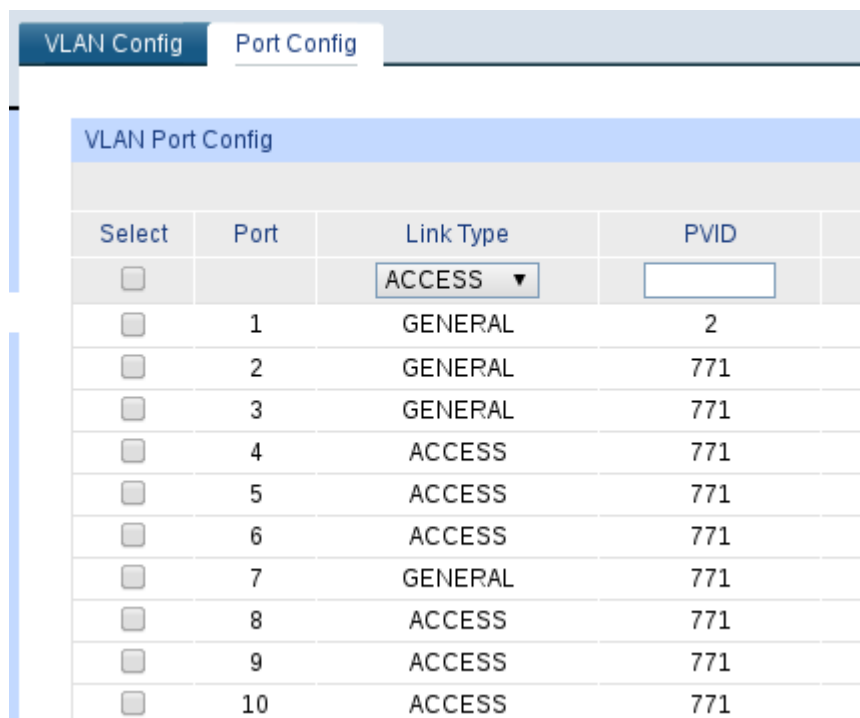 VLAN Config Port Config
VLAN Port Config
Select Port Link Type PVID
ACCESS ▼
1 GENERAL 2
2 GENERAL 771
3 GENERAL 771
4 ACCESS 771
5 ACCESS 771
6 ACCESS 771
7 GENERAL 771
8 ACCESS 771
9 ACCESS 771
10 ACCESS 771